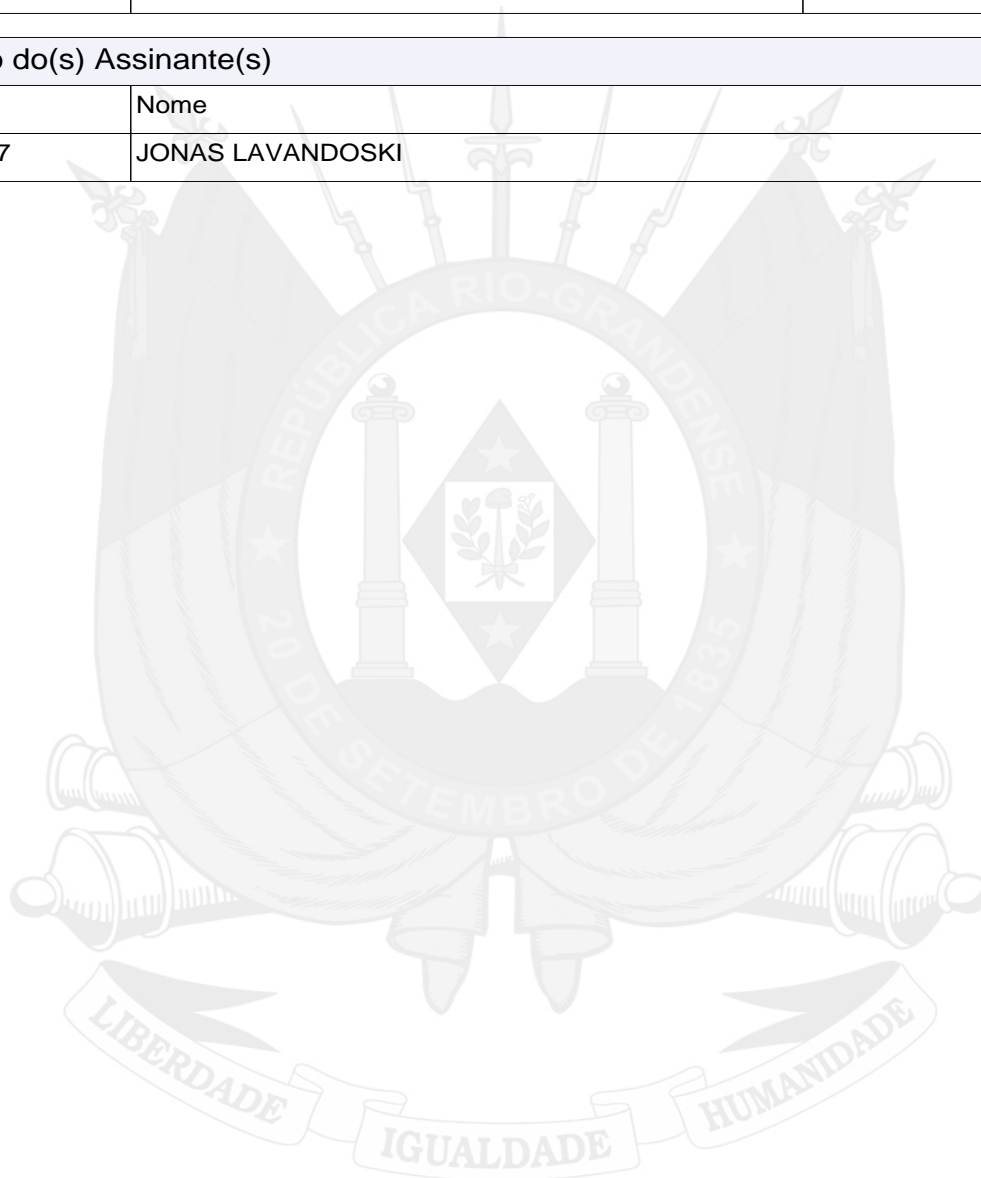 o do(s) Assinante(s)
Nome
7 JONAS LAVANDOSKI
REPÚBLICA RIO-GRANDENSE
20 DE SETEMBRO DE 1835
LIBERDADE
IGUALDADE
HUMANIDADE